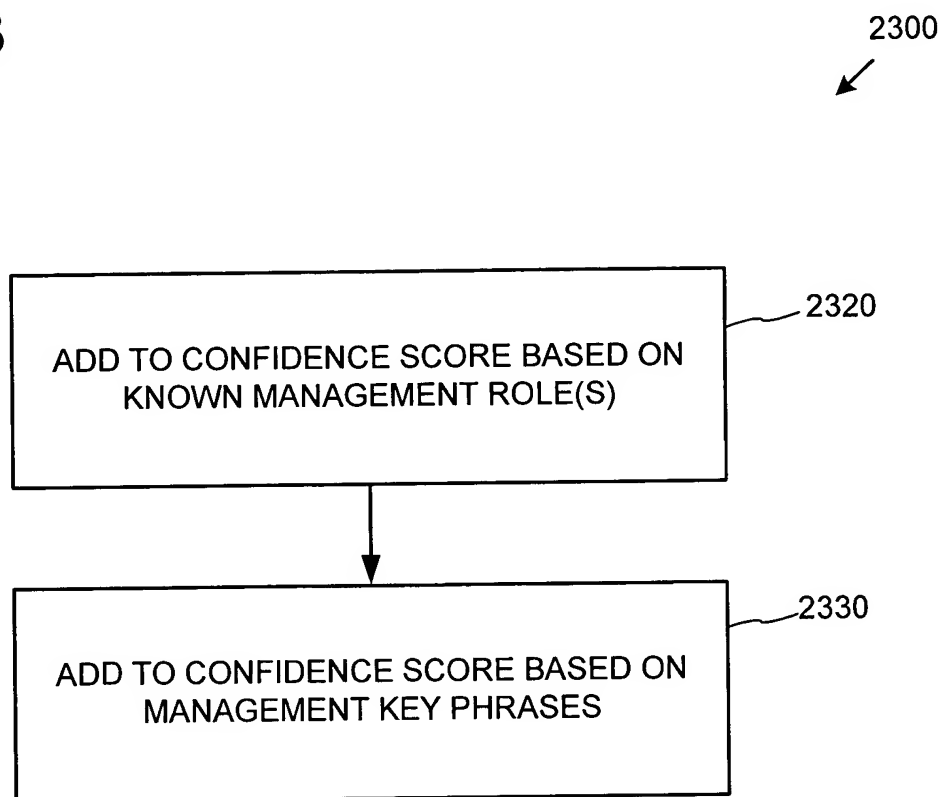 2300
2320
ADD TO CONFIDENCE SCORE BASED ON
KNOWN MANAGEMENT ROLE(S)
2330
ADD TO CONFIDENCE SCORE BASED ON
MANAGEMENT KEY PHRASES